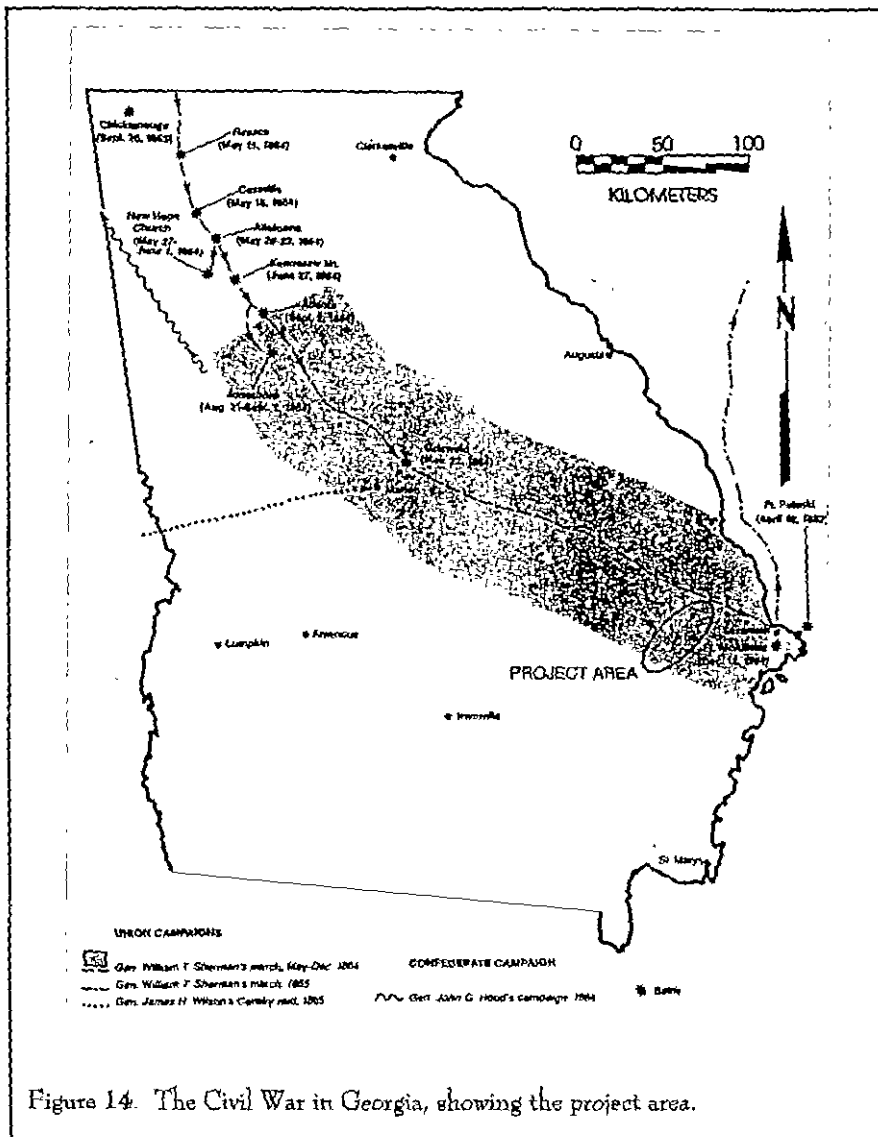 Chickamauga
(Sept. 20, 1863)
Resaca
(May 15, 1864)
Clarkesville
0 50 100
KILOMETERS
Cassville
(May 18, 1864)
New Hope
Church
(May 27-
June 1, 1864)
Allatoona
Kennesaw Mt.
(June 27, 1864)
Atlanta
N
Augusta
Jonesboro
Ft. Pulaski
Lumpkin
Americus
PROJECT AREA
Irwinville
St. Marys
UNION CAMPAIGNS
Gen. William T. Sherman's march, May-Dec. 1864
Gen. William T. Sherman's march, 1865
Gen. James H. Wilson's Cavalry raid, 1865
CONFEDERATE CAMPAIGN
Gen. John G. Hood's campaign 1864
Battle
Figure 14. The Civil War in Georgia, showing the project area.